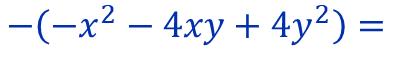 −(−x² − 4xy + 4y²) =